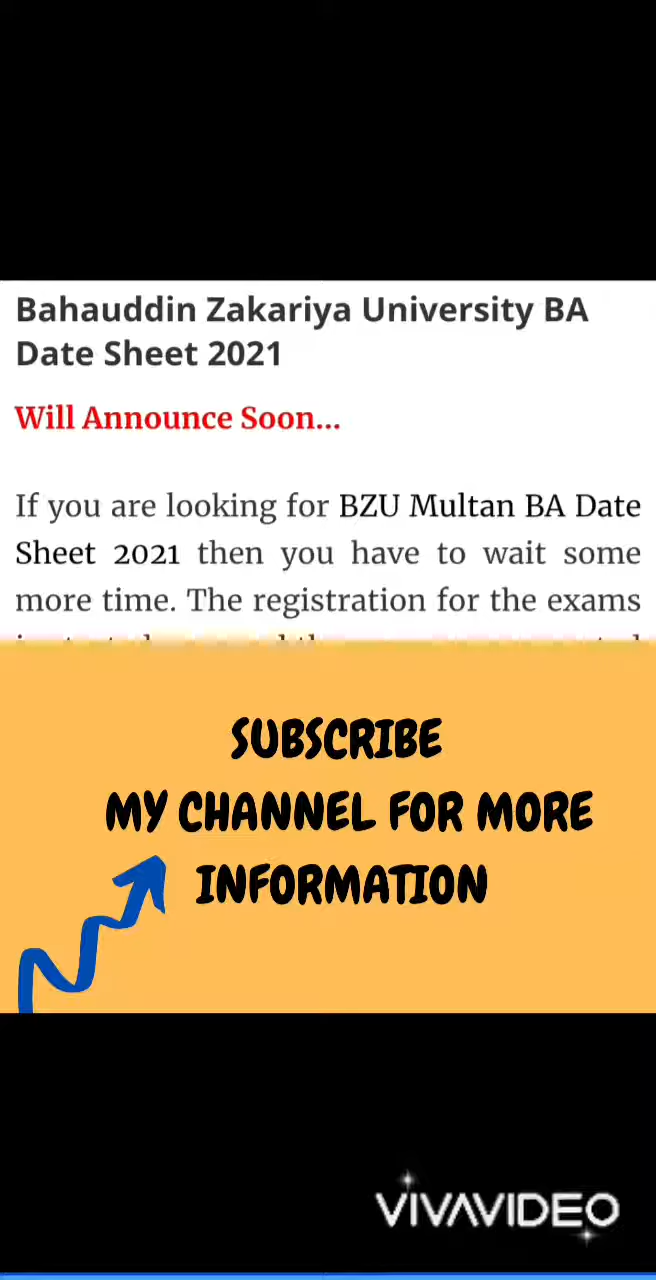 Bahauddin Zakariya University BA
Date Sheet 2021
Will Announce Soon...
If you are looking for BZU Multan BA Date
Sheet 2021 then you have to wait some
more time. The registration for the exams
SUBSCRIBE
MY CHANNEL FOR MORE
INFORMATION
VIVAVIDEO